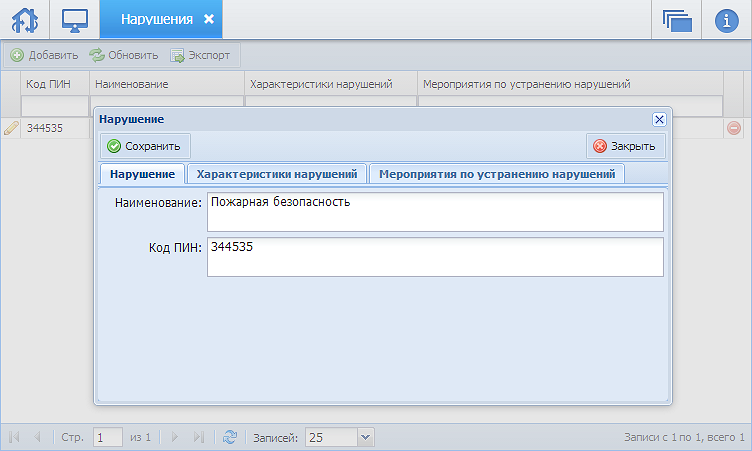 Нарушения
Добавить Обновить Экспорт
Код ПИН Наименование Характеристики нарушений Мероприятия по устранению нарушений
344535
Нарушение
Сохранить Закрыть
Нарушение Характеристики нарушений Мероприятия по устранению нарушений
Наименование: Пожарная безопасность
Код ПИН: 344535
Стр. 1 из 1 Записей: 25 Записи с 1 по 1, всего 1